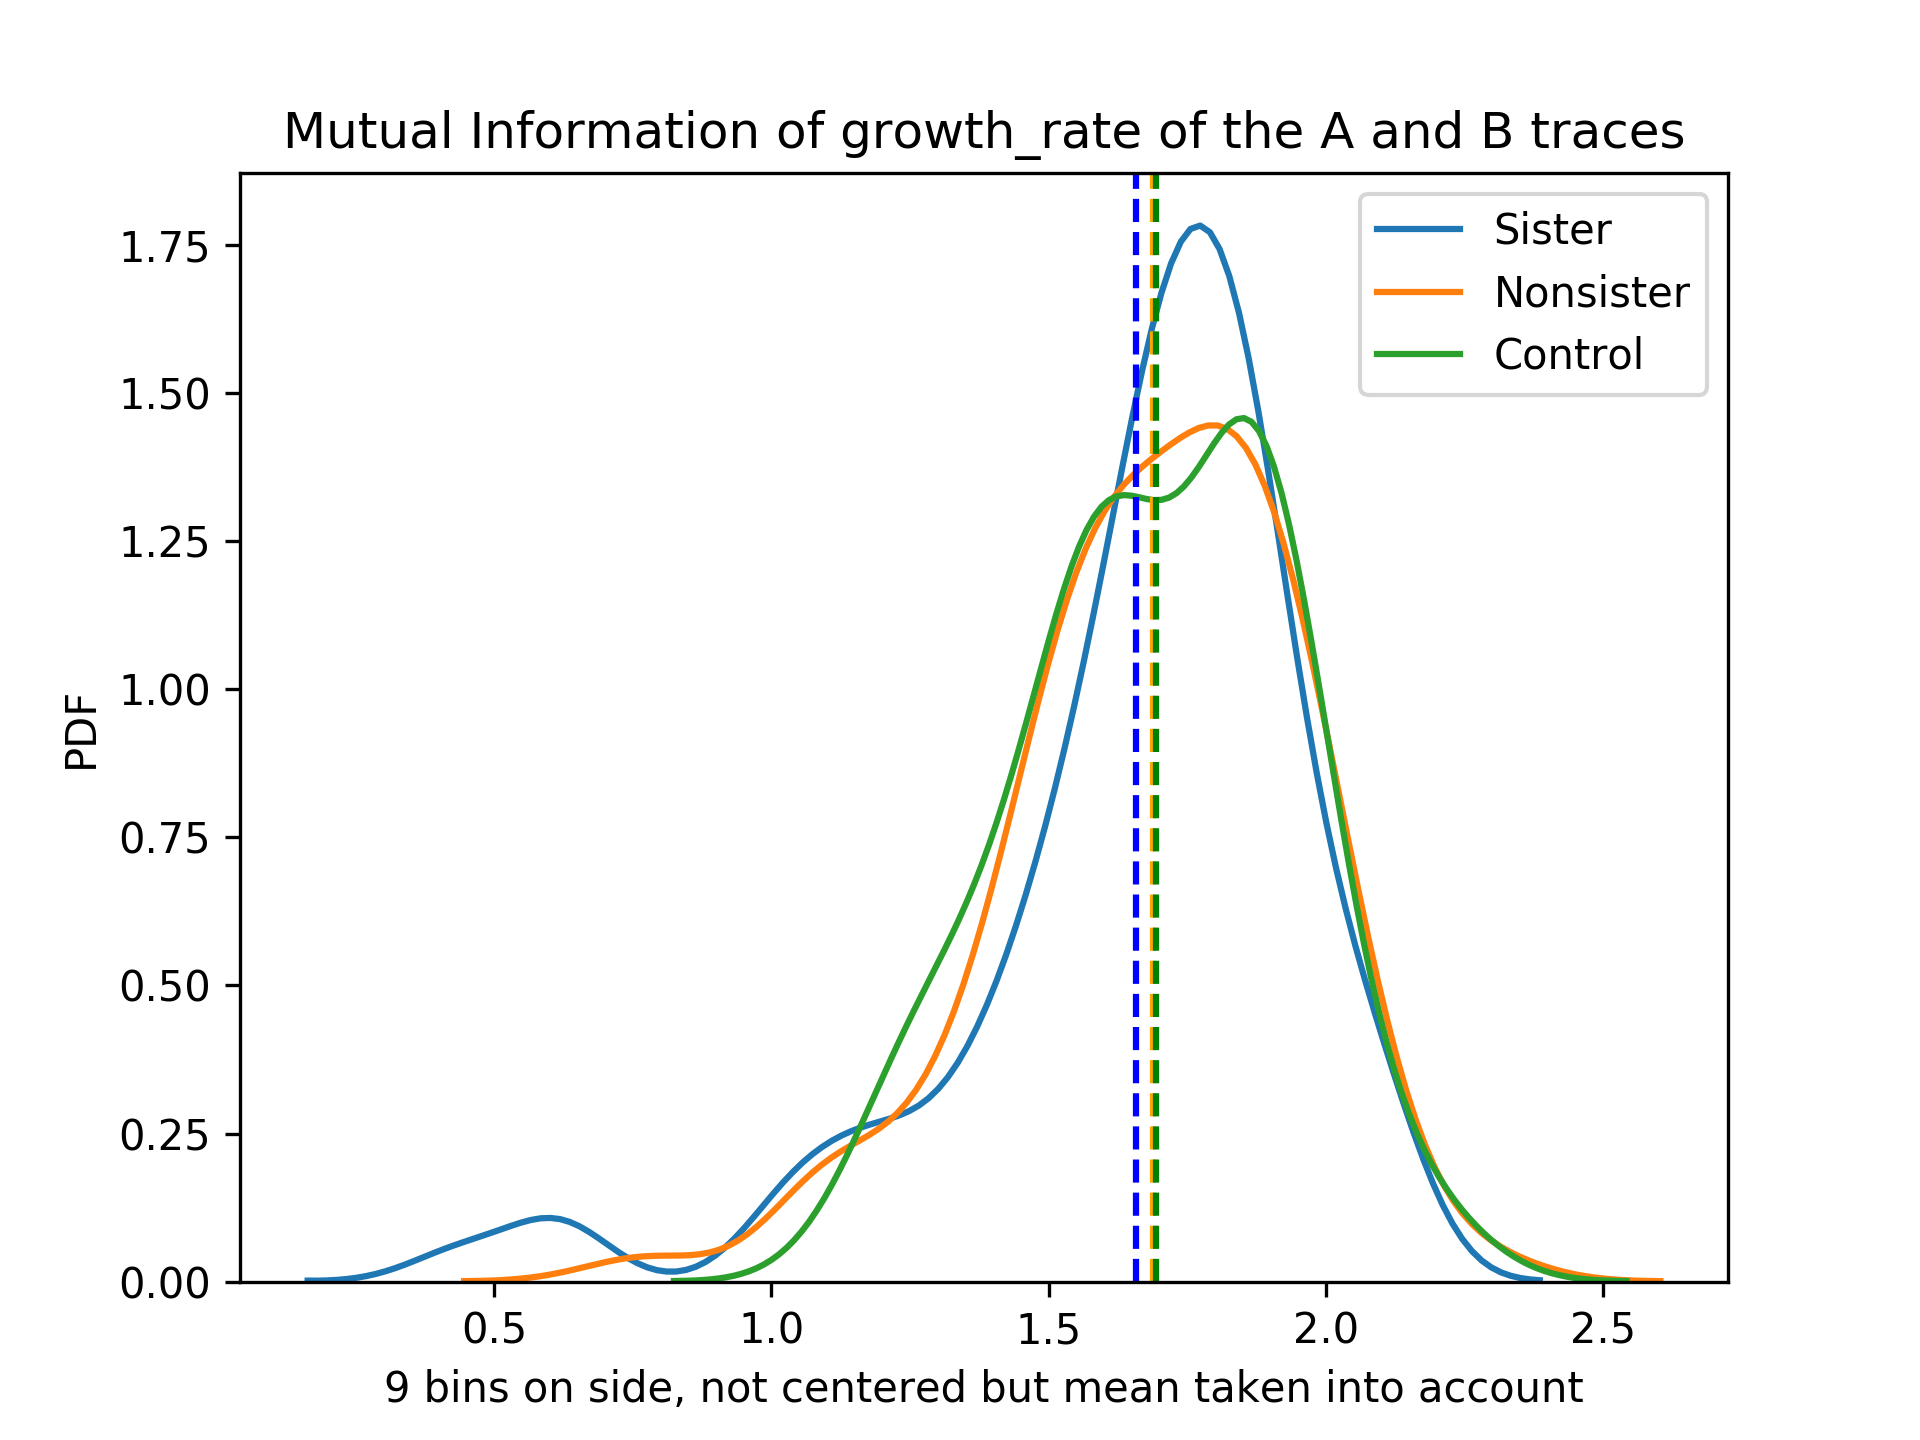 Mutual Information of growth_rate of the A and B traces
Sister
Nonsister
Control
PDF
1.75
1.50
1.25
1.00
0.75
0.50
0.25
0.00
0.5 1.0 1.5 2.0 2.5
9 bins on side, not centered but mean taken into account